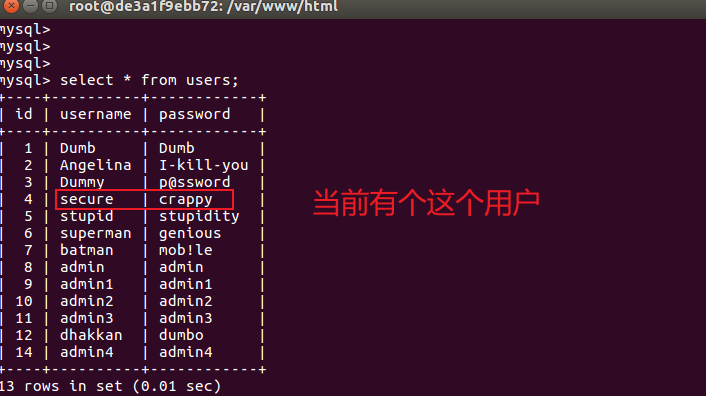 root@de3a1f9ebb72: /var/www/html
mysql>
mysql>
mysql>
mysql> select * from users;
+----+----------+------------+
| id | username | password   |
+----+----------+------------+
|  1 | Dumb     | Dumb       |
|  2 | Angelina | I-kill-you |
|  3 | Dummy    | p@ssword   |
|  4 | secure   | crappy     |
当前有个这个用户
|  5 | stupid   | stupidity  |
|  6 | superman | genious    |
|  7 | batman   | mob!le     |
|  8 | admin    | admin      |
|  9 | admin1   | admin1     |
| 10 | admin2   | admin2     |
| 11 | admin3   | admin3     |
| 12 | dhakkan  | dumbo      |
| 14 | admin4   | admin4     |
+----+----------+------------+
13 rows in set (0.01 sec)